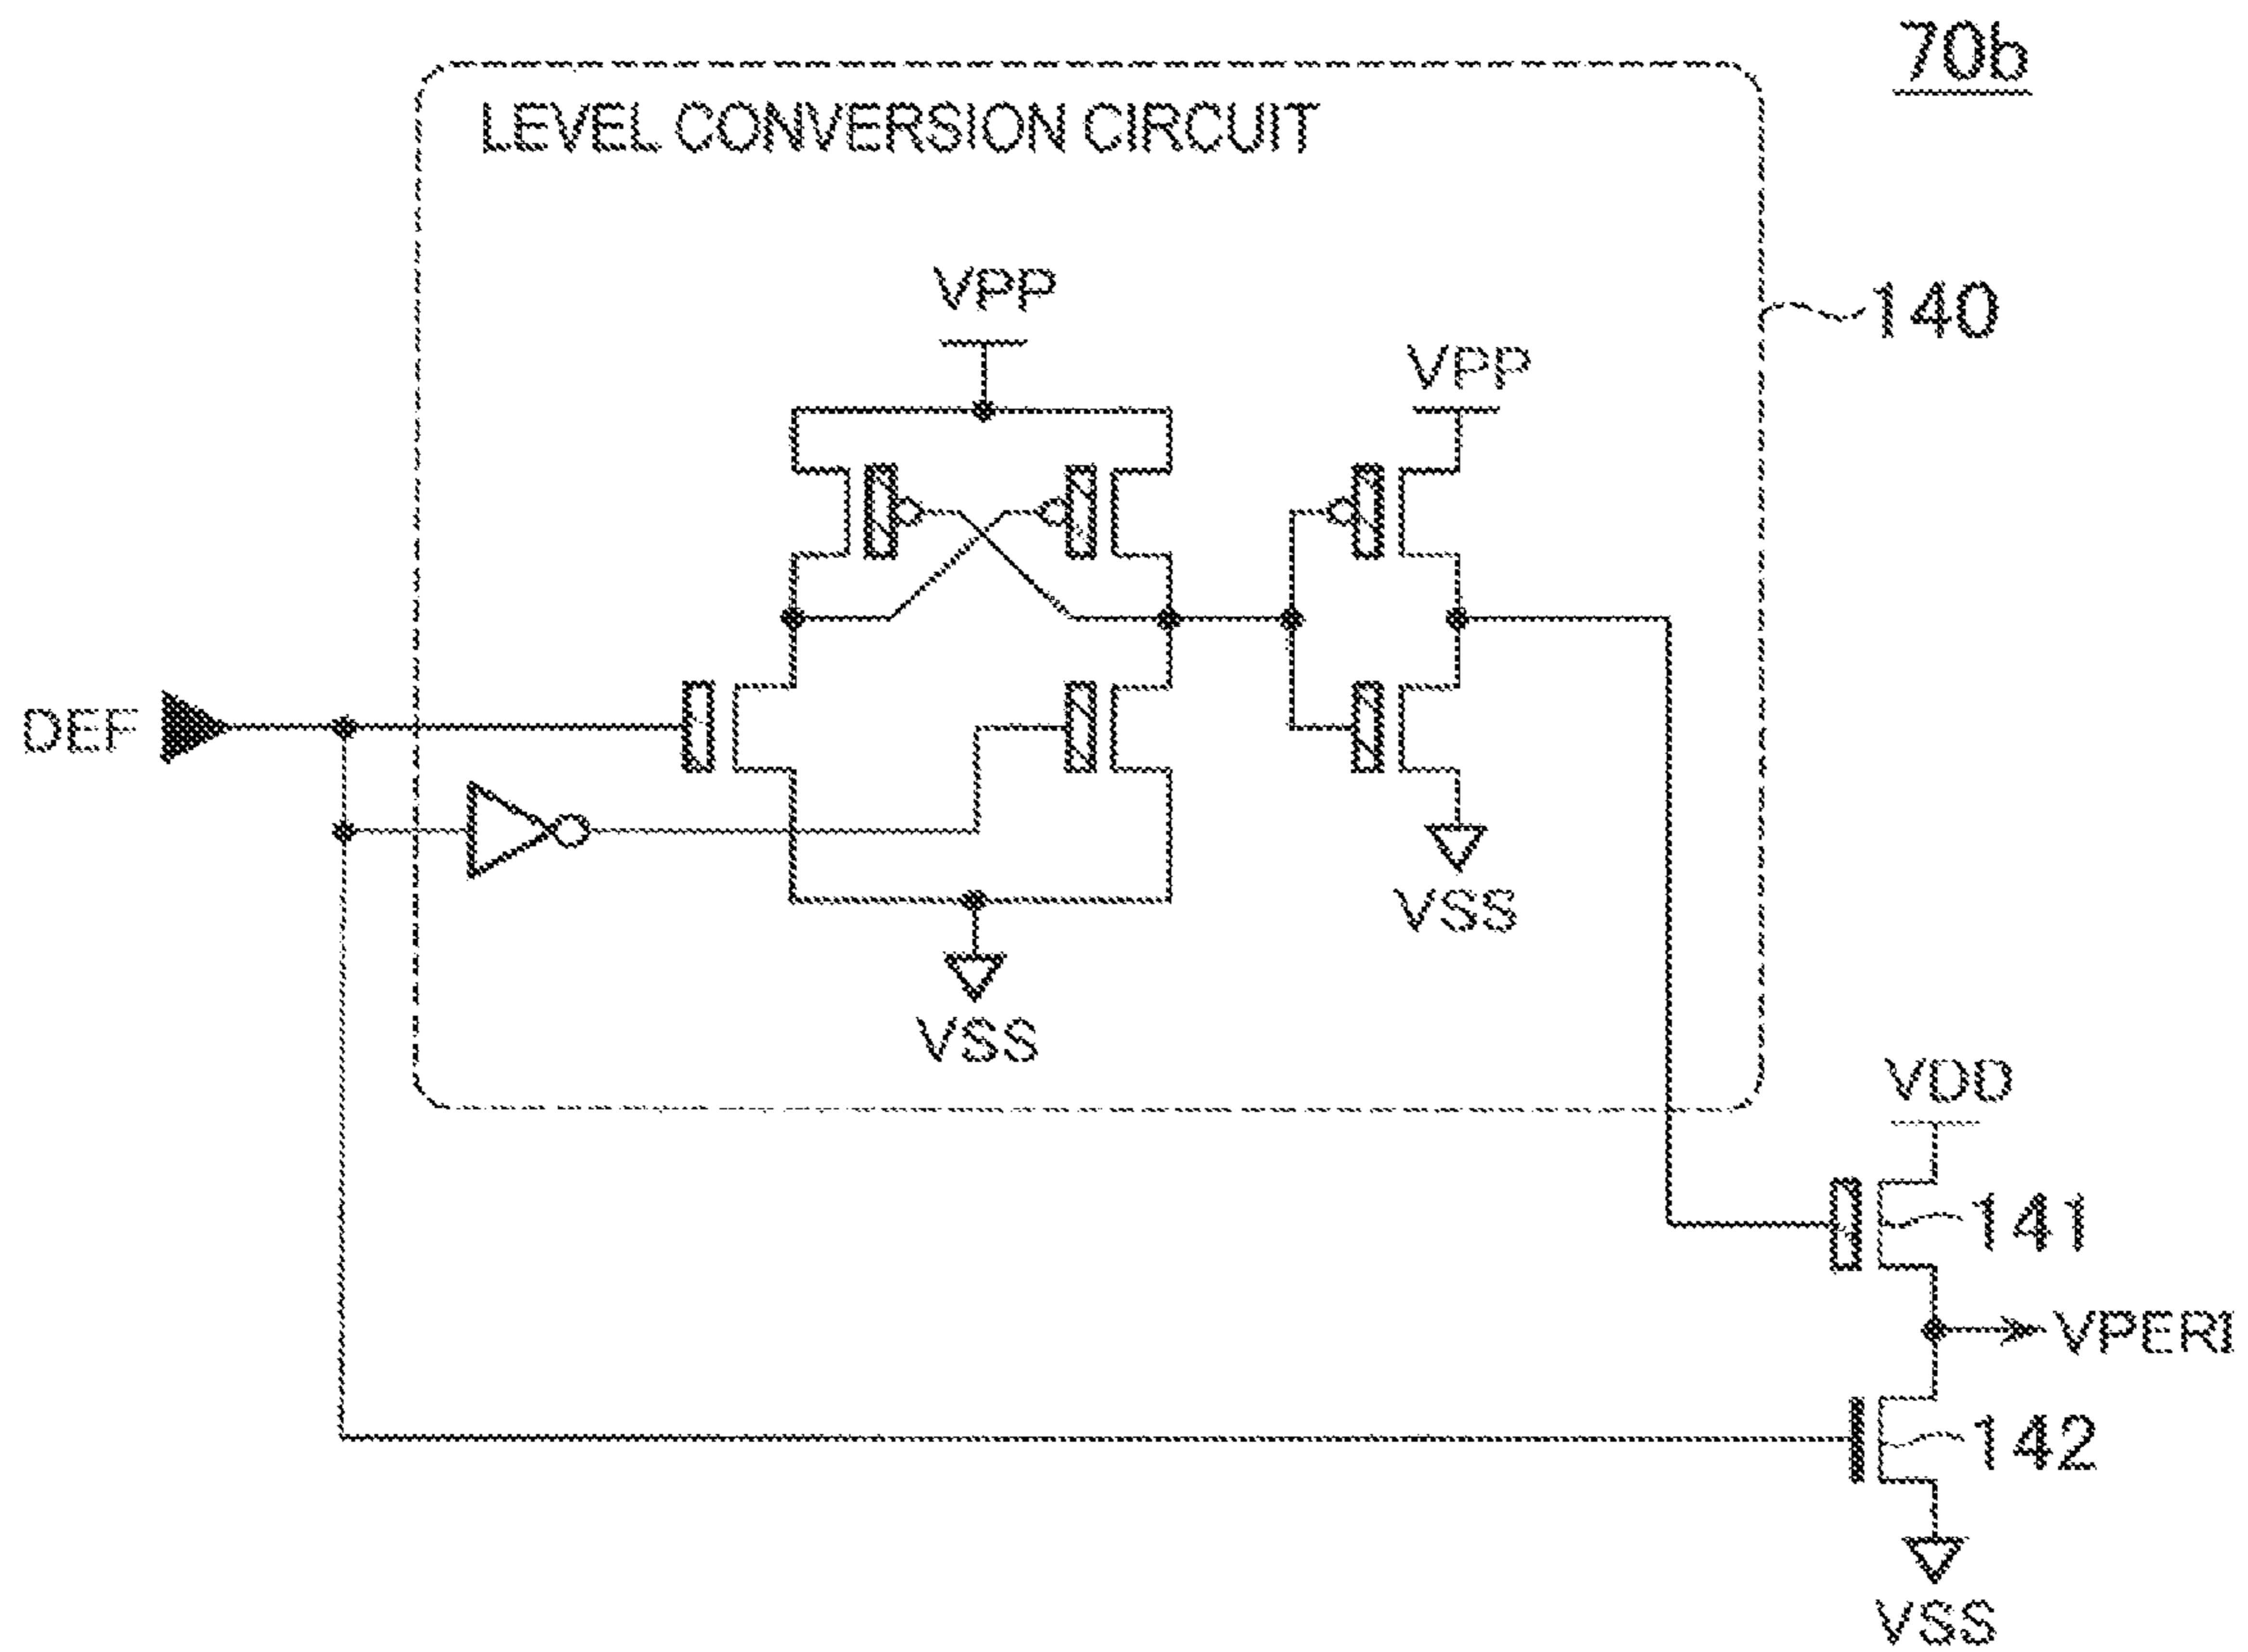 70b
LEVEL CONVERSION CIRCUIT
VPP
140
VPP
DEF
VSS
VSS
VDD
141
VPERI
142
VSS